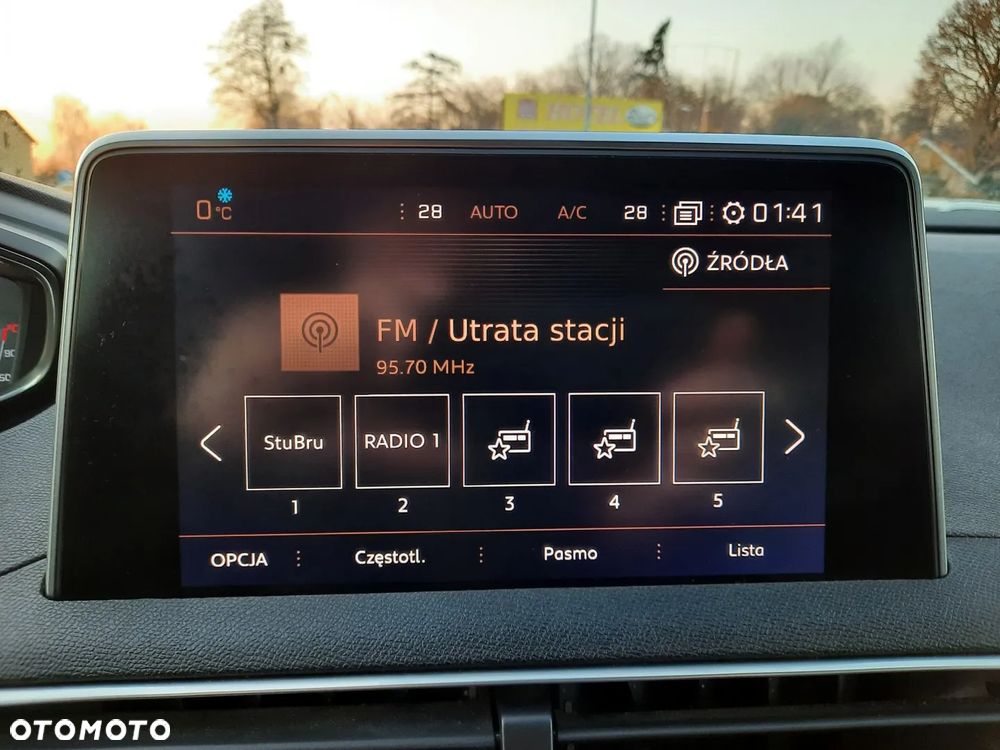 0°C 28 AUTO A/C 28 01:41
ŹRÓDŁA
FM / Utrata stacji
95.70 MHz
StuBru RADIO 1
1 2 3 4 5
OPCJA Częstotl. Pasmo Lista
90
OTOMOTO